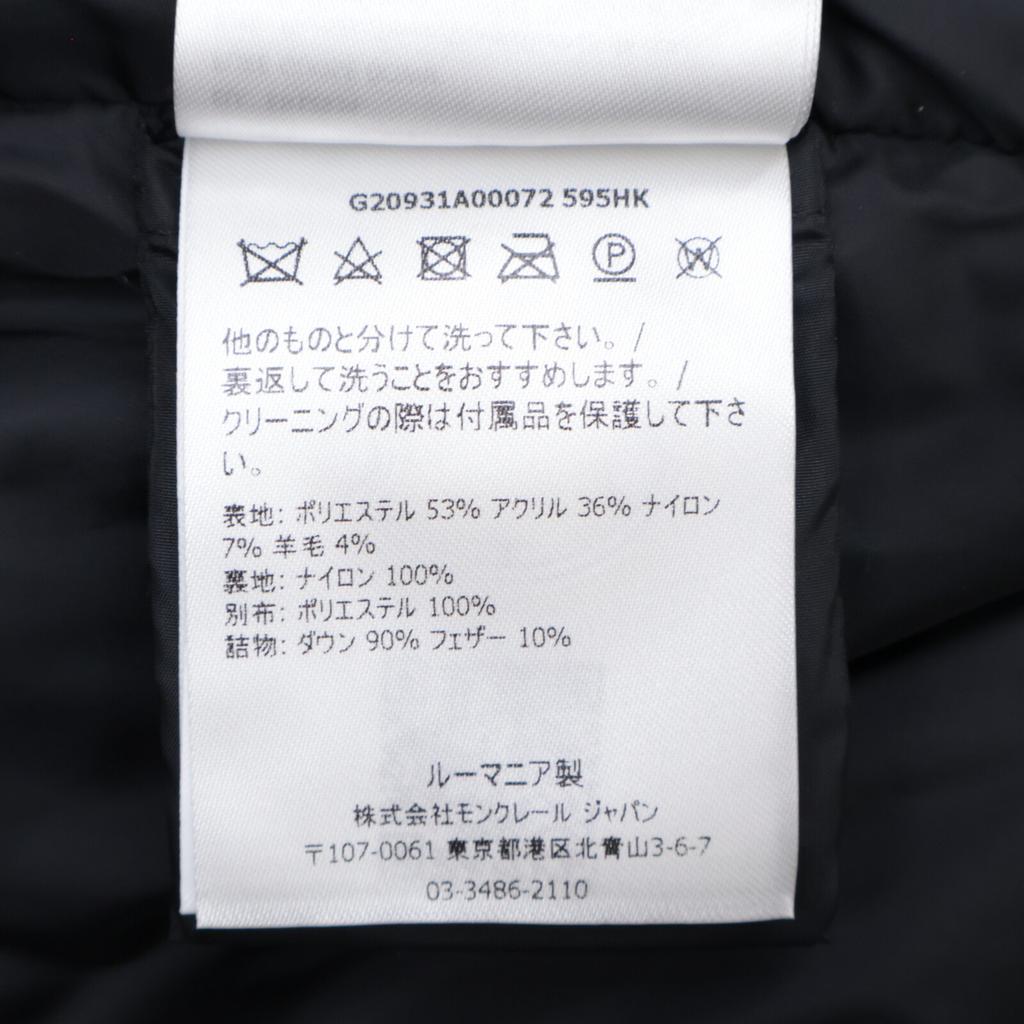 G20931A00072 595HK
P
W
他のものと分けて洗って下さい。/
裏返して洗うことをおすすめします。/
クリーニングの際は付属品を保護して下さ
い。
表地: ポリエステル 53% アクリル 36% ナイロン
7% 羊毛 4%
裏地: ナイロン 100%
別布: ポリエステル 100%
詰物: ダウン 90% フェザー 10%
ルーマニア製
株式会社モンクレール ジャパン
〒107-0061 東京都港区北青山3-6-7
03-3486-2110